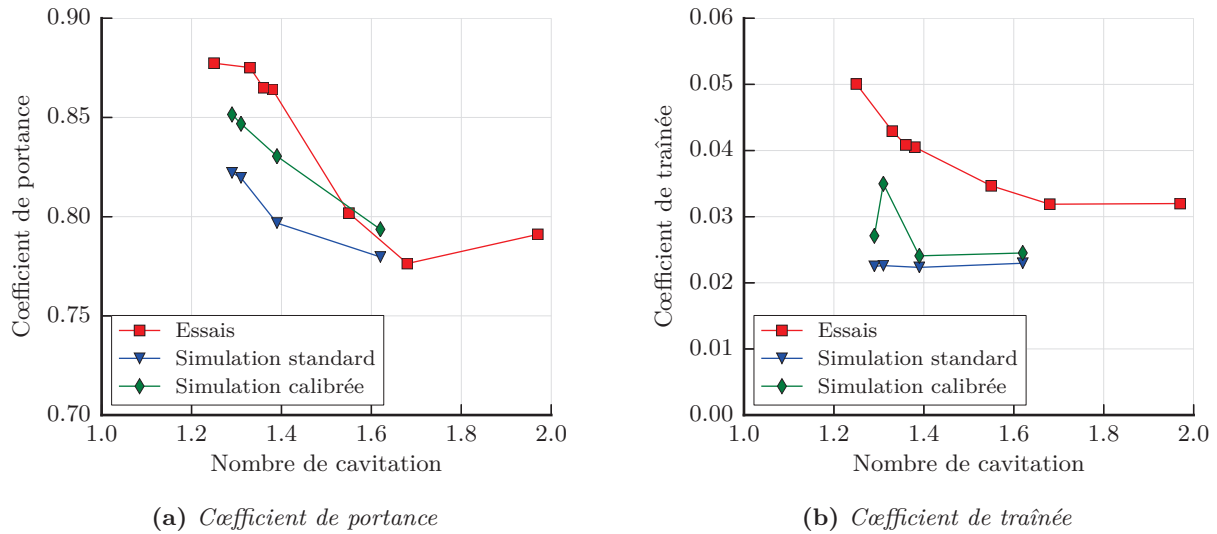 0.90
0.85
0.80
0.75
0.70
Cœfficient de portance
Essais
Simulation standard
Simulation calibrée
1.0 1.2 1.4 1.6 1.8 2.0
Nombre de cavitation
(a) Cœfficient de portance
0.06
0.05
0.04
0.03
0.02
0.01
0.00
Cœfficient de traînée
Essais
Simulation standard
Simulation calibrée
1.0 1.2 1.4 1.6 1.8 2.0
Nombre de cavitation
(b) Cœfficient de traînée